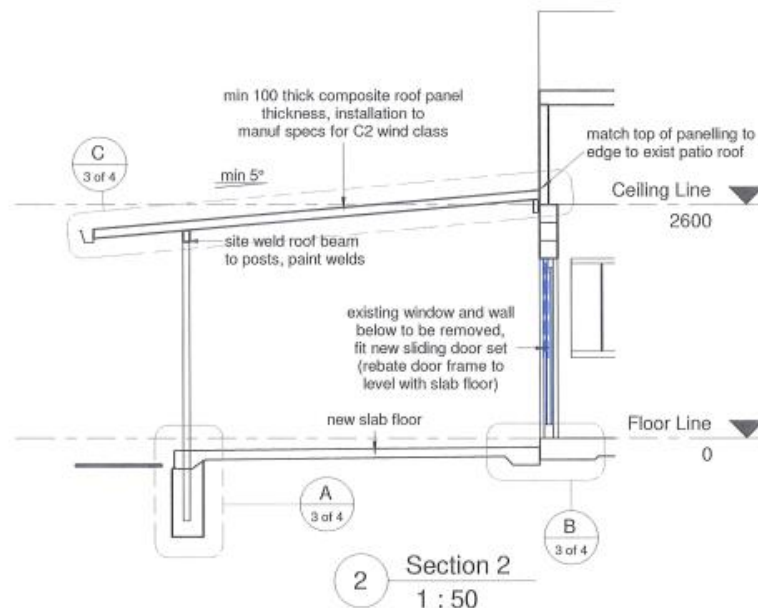 min 100 thick composite roof panel
thickness, installation to
manuf specs for C2 wind class
match top of panelling to
edge to exist patio roof
C
3 of 4
min 5°
Ceiling Line
2600
site weld roof beam
to posts, paint welds
existing window and wall
below to be removed,
fit new sliding door set
(rebate door frame to
level with slab floor)
new slab floor
Floor Line
0
A
3 of 4
B
3 of 4
2
Section 2
1 : 50